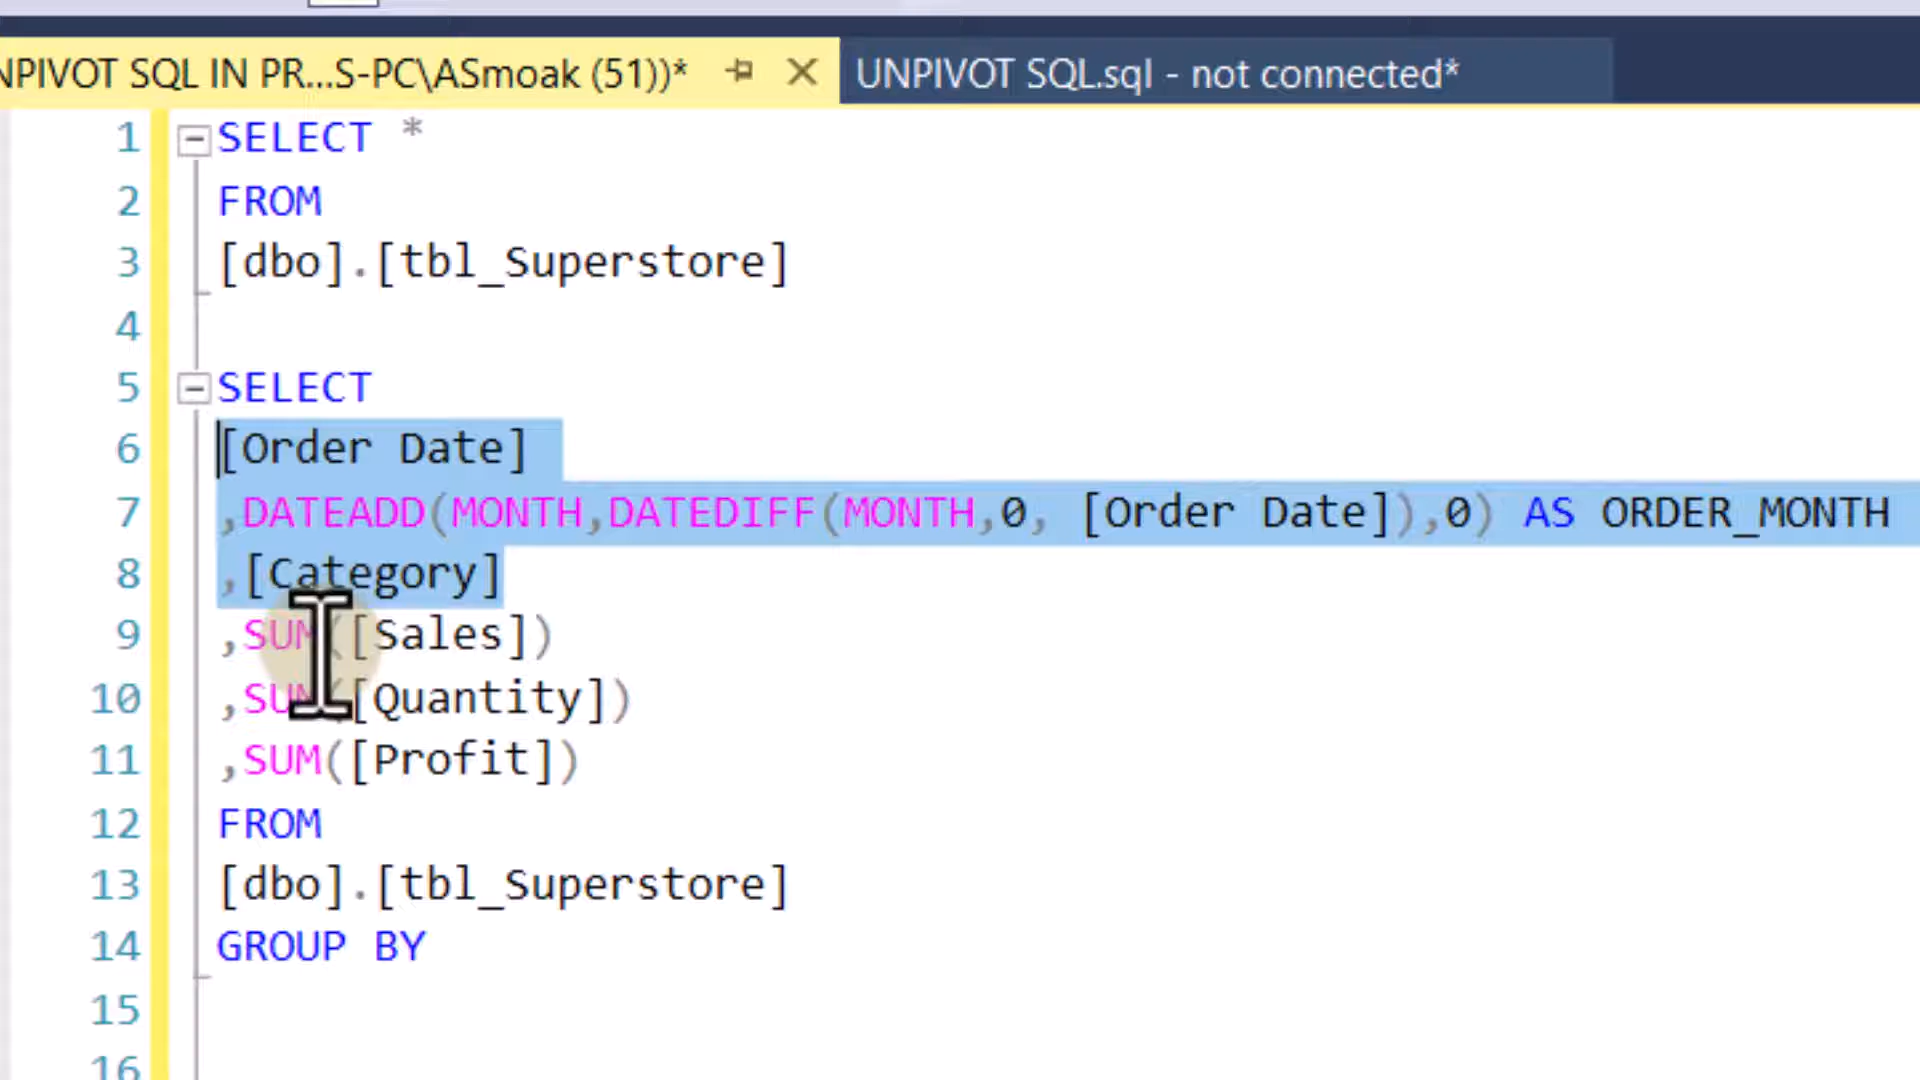 NPIVOT SQL IN PR...S-PC\ASmoak (51))*
UNPIVOT SQL.sql - not connected*
1 SELECT *
2 FROM
3 [dbo].[tbl_Superstore]
4
5 SELECT
6 [Order Date]
7 ,DATEADD(MONTH,DATEDIFF(MONTH,0, [Order Date]),0) AS ORDER_MONTH
8 ,[Category]
9 ,SUM([Sales])
10 ,SUM([Quantity])
11 ,SUM([Profit])
12 FROM
13 [dbo].[tbl_Superstore]
14 GROUP BY
15
16